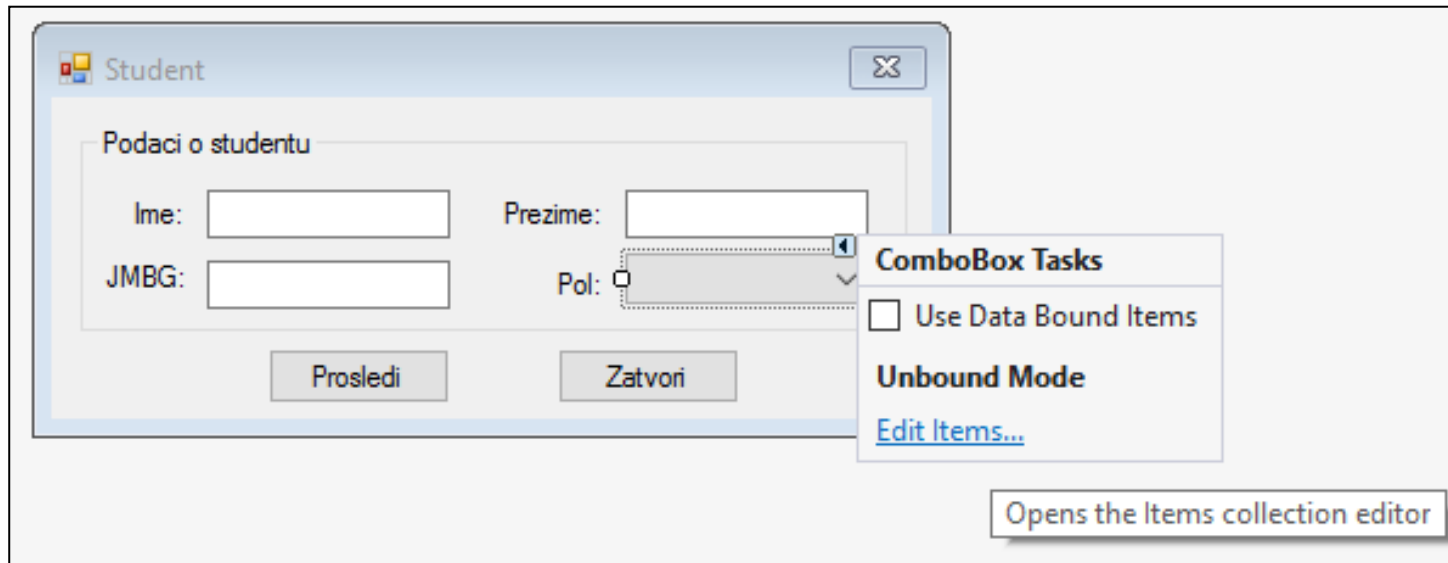 Student
Podaci o studentu
Ime:
Prezime:
JMBG:
Pol:
Prosledi
Zatvori
ComboBox Tasks
Use Data Bound Items
Unbound Mode
Edit Items...
Opens the Items collection editor